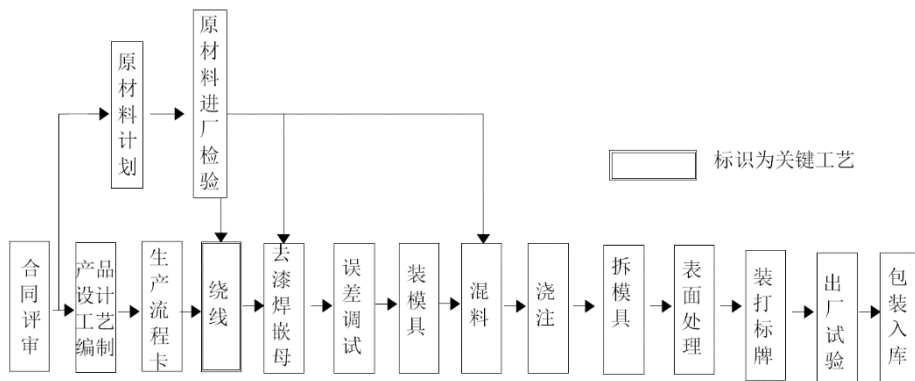 原材料计划
原材料进厂检验
标识为关键工艺
合同评审
产品设计工艺编制
生产流程卡
绕线
去漆焊嵌母
误差调试
装模具
混料
浇注
拆模具
表面处理
装打标牌
出厂试验
包装入库